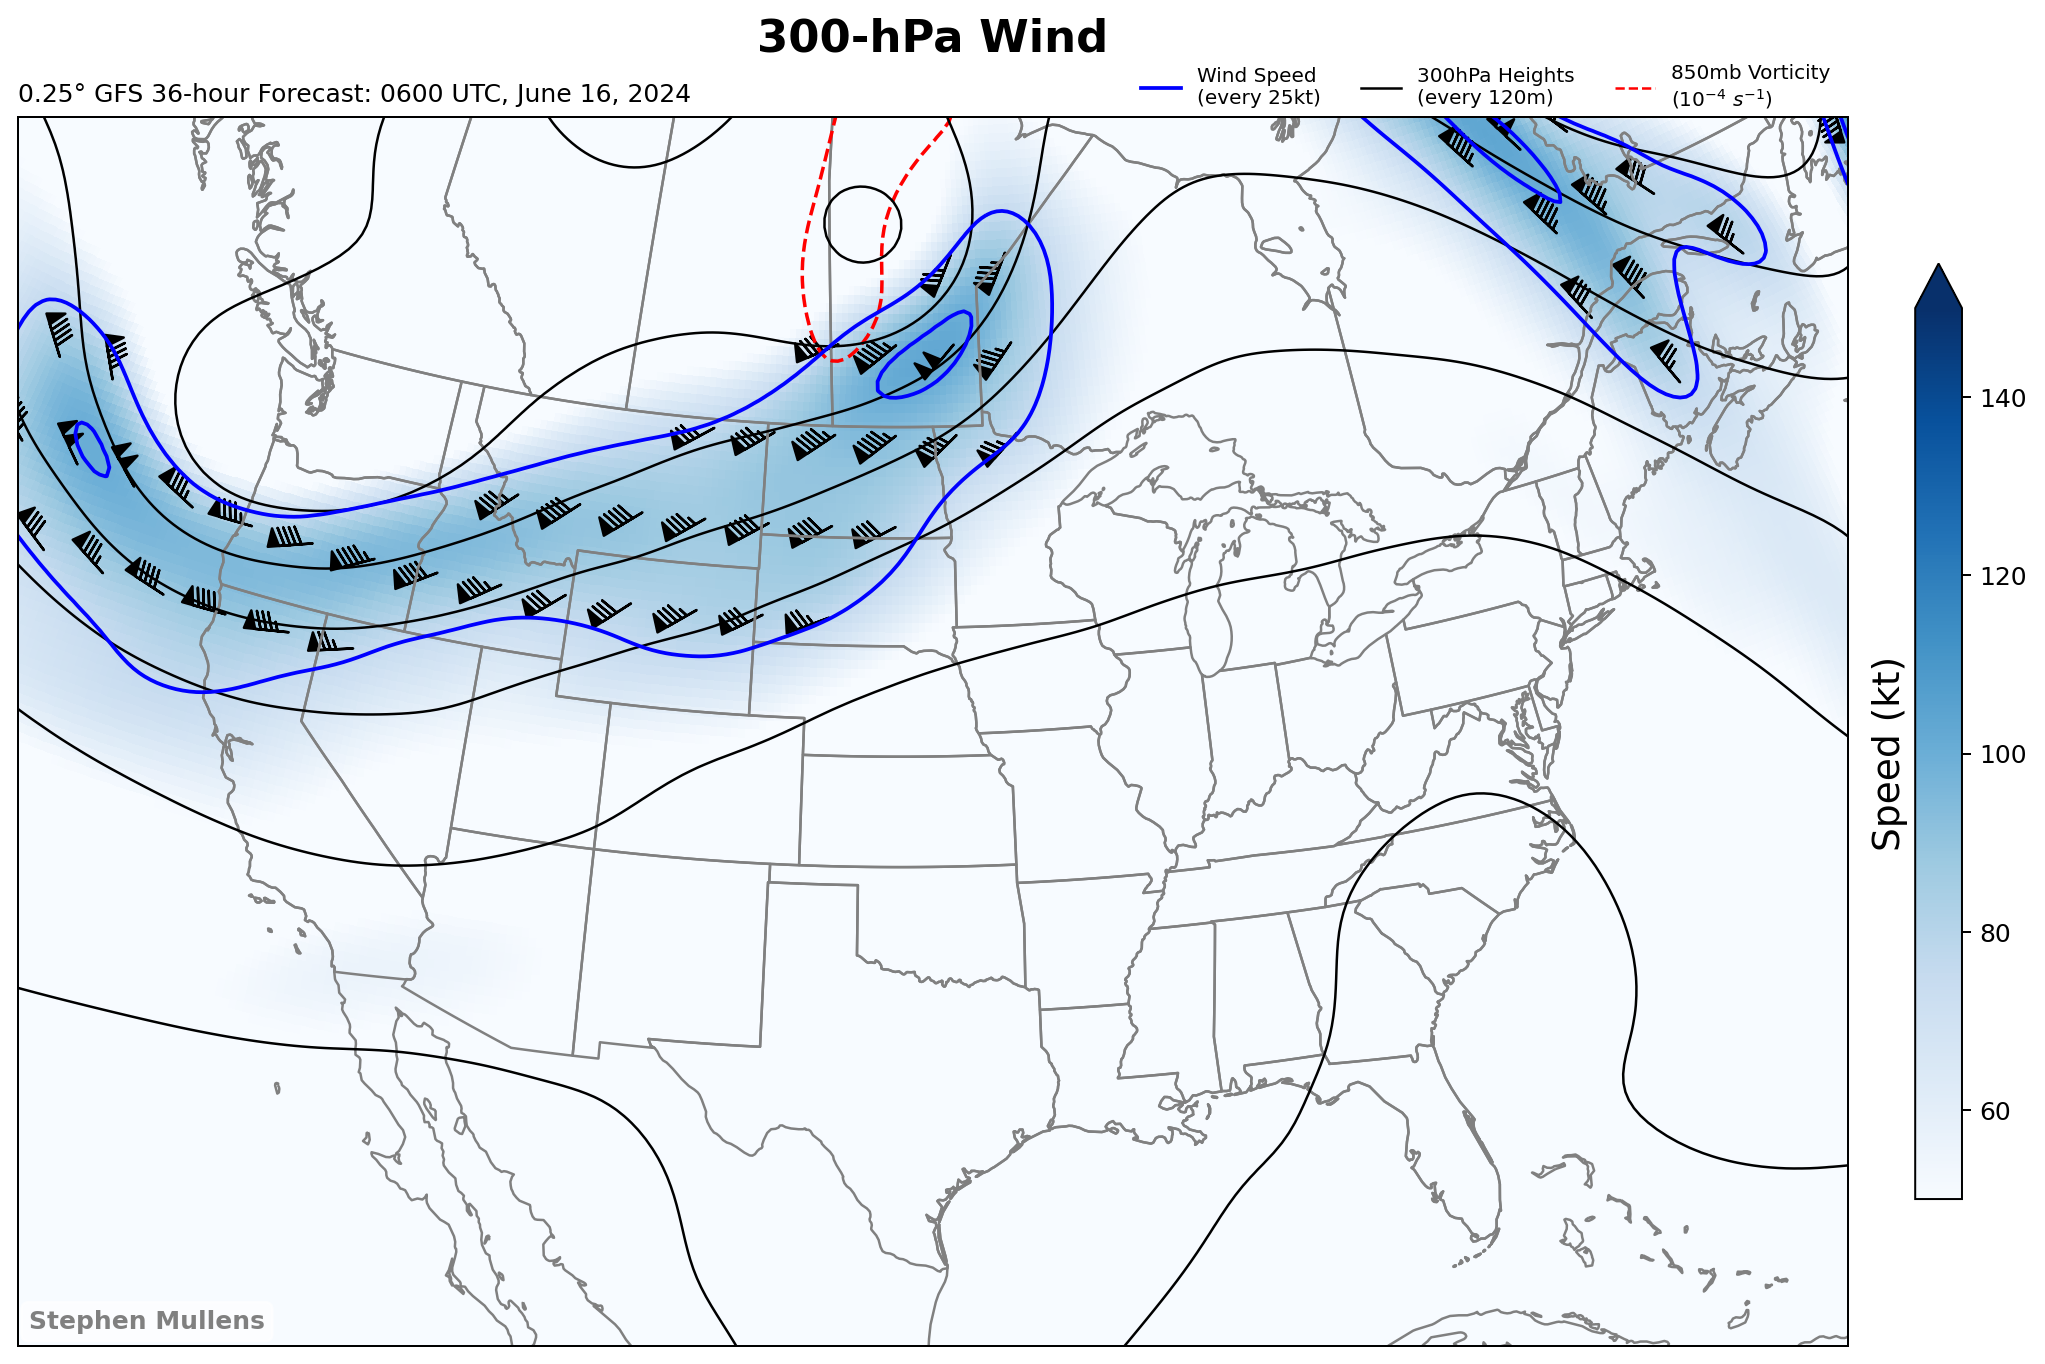 300-hPa Wind
0.25° GFS 36-hour Forecast: 0600 UTC, June 16, 2024
Wind Speed
(every 25kt)
300hPa Heights
(every 120m)
850mb Vorticity
(10⁻⁴ s⁻¹)
140
120
100
80
60
Speed (kt)
Stephen Mullens